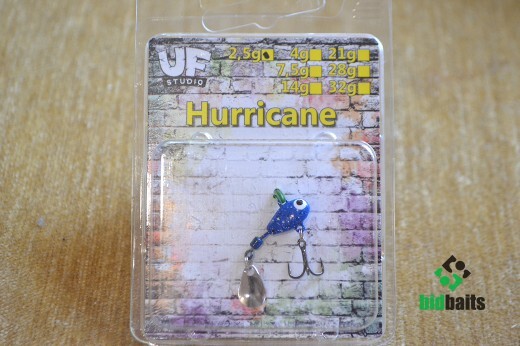 UF
STUDIO
2,5g 4g 21g
7,5g 28g
14g 32g
Hurricane
bidbaits